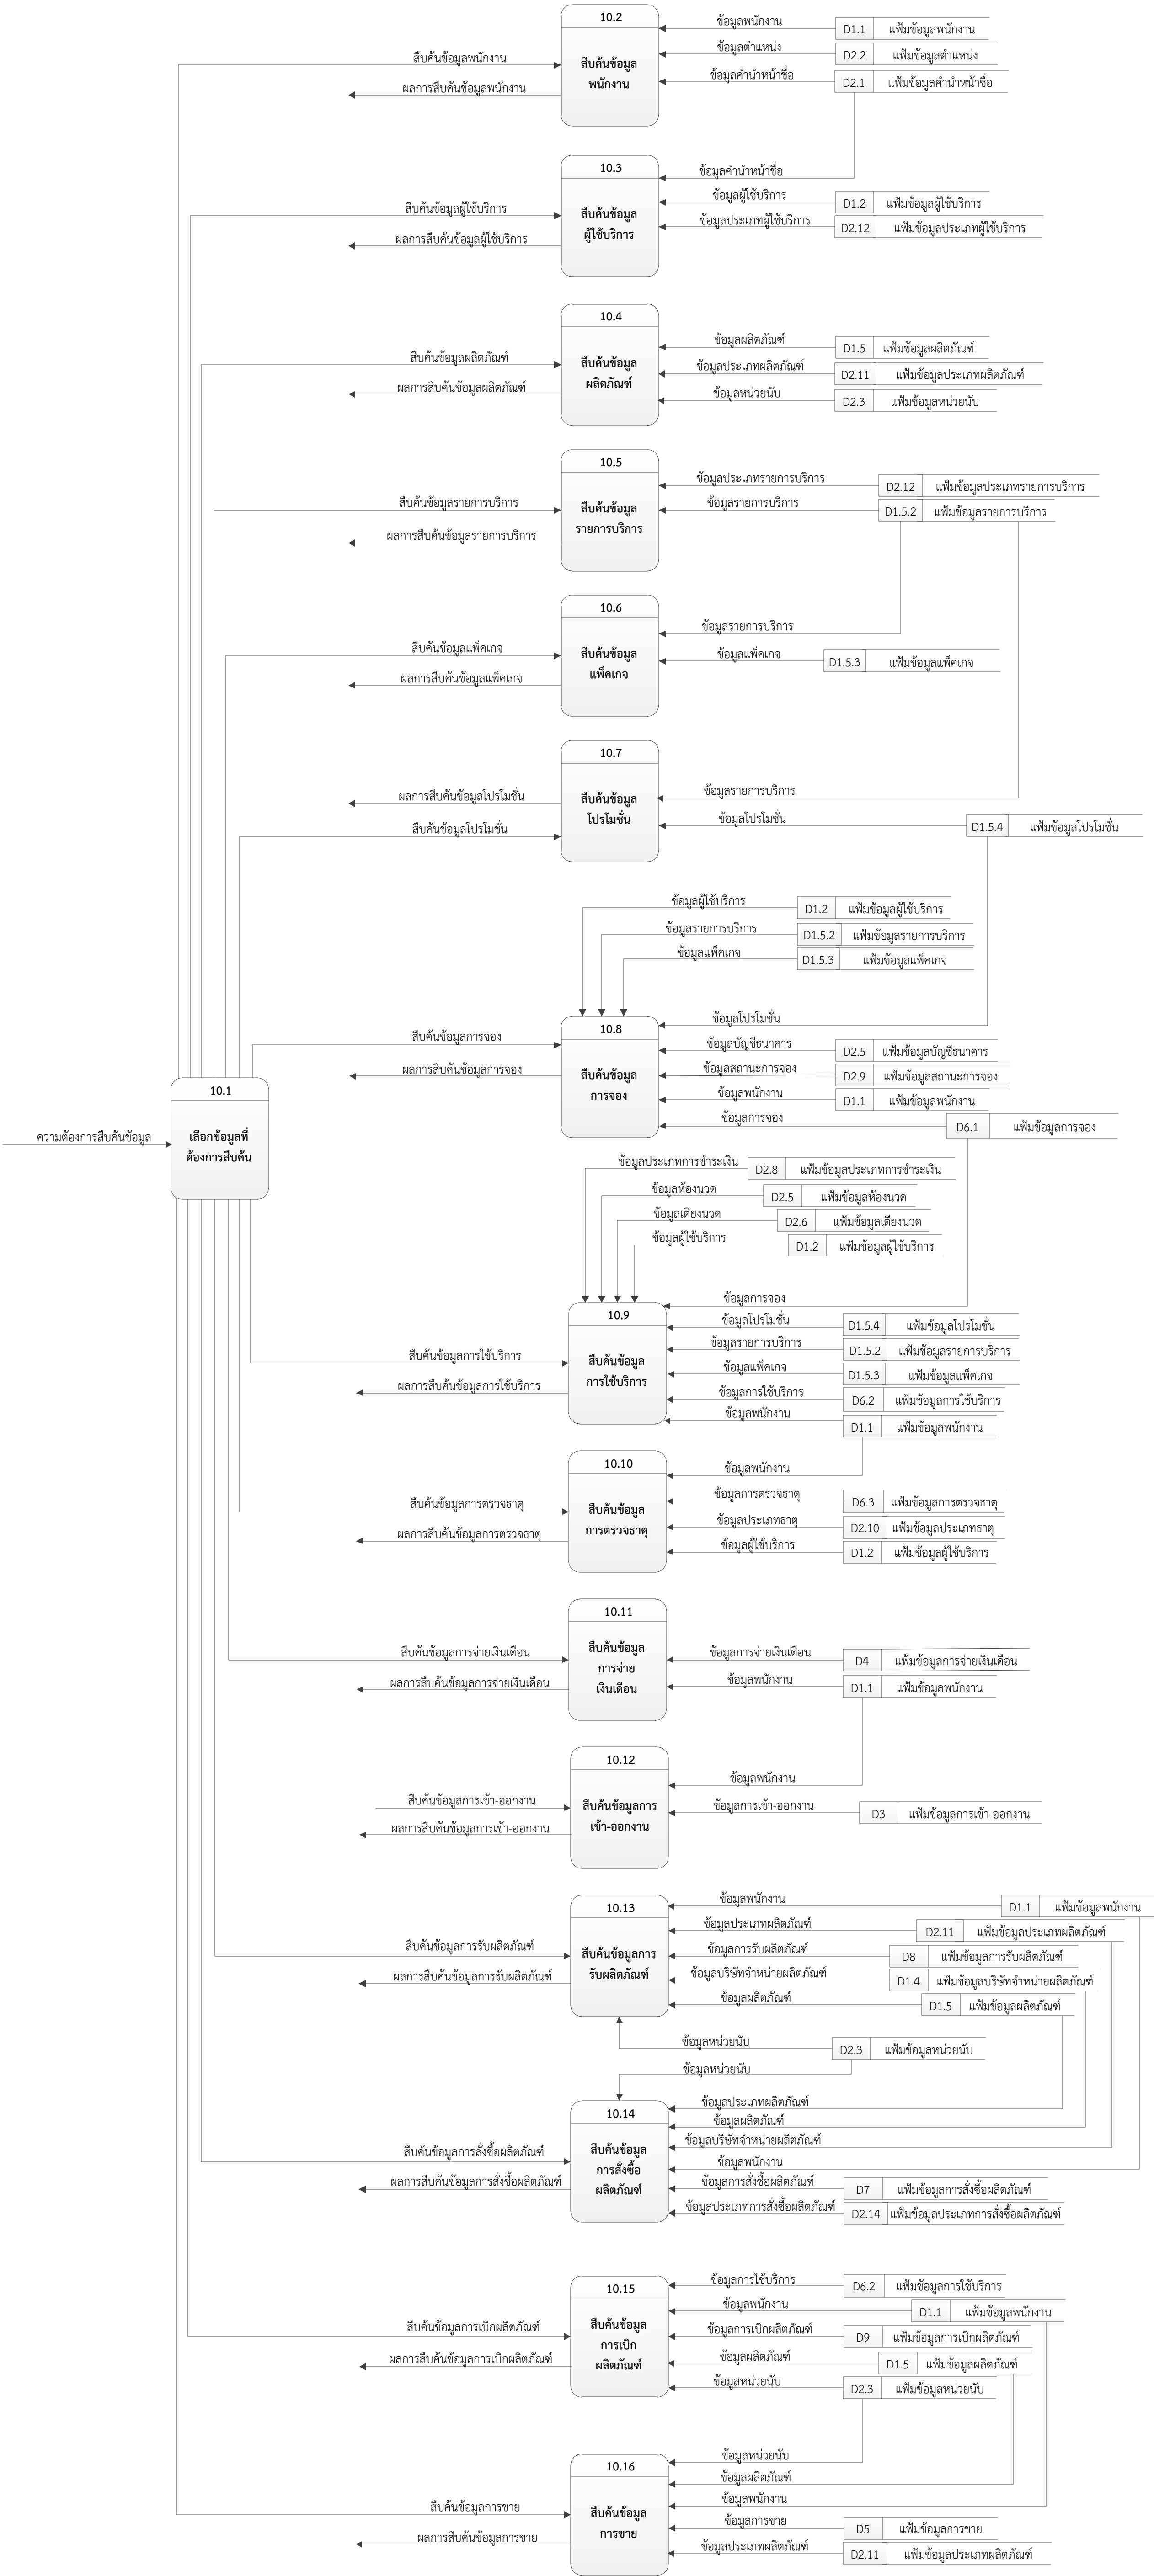 10.2
สืบค้นข้อมูล
พนักงาน
สืบค้นข้อมูลพนักงาน
ผลการสืบค้นข้อมูลพนักงาน
ข้อมูลพนักงาน
D1.1 แฟ้มข้อมูลพนักงาน
ข้อมูลตำแหน่ง
D2.2 แฟ้มข้อมูลตำแหน่ง
ข้อมูลคำนำหน้าชื่อ
D2.1 แฟ้มข้อมูลคำนำหน้าชื่อ
10.3
สืบค้นข้อมูล
ผู้ใช้บริการ
สืบค้นข้อมูลผู้ใช้บริการ
ผลการสืบค้นข้อมูลผู้ใช้บริการ
ข้อมูลคำนำหน้าชื่อ
ข้อมูลผู้ใช้บริการ
D1.2 แฟ้มข้อมูลผู้ใช้บริการ
ข้อมูลประเภทผู้ใช้บริการ
D2.12 แฟ้มข้อมูลประเภทผู้ใช้บริการ
10.4
สืบค้นข้อมูล
ผลิตภัณฑ์
สืบค้นข้อมูลผลิตภัณฑ์
ผลการสืบค้นข้อมูลผลิตภัณฑ์
ข้อมูลผลิตภัณฑ์
D1.5 แฟ้มข้อมูลผลิตภัณฑ์
ข้อมูลประเภทผลิตภัณฑ์
D2.11 แฟ้มข้อมูลประเภทผลิตภัณฑ์
ข้อมูลหน่วยนับ
D2.3 แฟ้มช้อมูลหน่วยนับ
10.5
สืบค้นข้อมูล
รายการบริการ
สืบค้นข้อมูลรายการบริการ
ผลการสืบค้นข้อมูลรายการบริการ
ข้อมูลประเภทรายการบริการ
D2.12 แฟ้มข้อมูลประเภทรายการบริการ
ข้อมูลรายการบริการ
D1.5.2 แฟ้มข้อมูลรายการบริการ
10.6
สืบค้นข้อมูล
แพ็คเกจ
สืบค้นข้อมูลแพ็คเกจ
ผลการสืบค้นข้อมูลแพ็คเกจ
ข้อมูลรายการบริการ
ข้อมูลแพ็คเกจ
D1.5.3 แฟ้มข้อมูลแพ็คเกจ
10.7
สืบค้นข้อมูล
โปรโมชั่น
ผลการสืบค้นข้อมูลโปรโมชั่น
สืบค้นข้อมูลโปรโมชั่น
ข้อมูลรายการบริการ
ข้อมูลโปรโมชั่น
D1.5.4 แฟ้มข้อมูลโปรโมชั่น
ข้อมูลผู้ใช้บริการ
D1.2 แฟ้มข้อมูลผู้ใช้บริการ
ข้อมูลรายการบริการ
D1.5.2 แฟ้มข้อมูลรายการบริการ
ข้อมูลแพ็คเกจ
D1.5.3 แฟ้มข้อมูลแพ็คเกจ
10.8
สืบค้นข้อมูล
การจอง
สืบค้นข้อมูลการจอง
ผลการสืบค้นข้อมูลการจอง
ข้อมูลโปรโมชั่น
ข้อมูลบัญชีธนาคาร
D2.5 แฟ้มข้อมูลบัญชีธนาคาร
ข้อมูลสถานะการจอง
D2.9 แฟ้มข้อมูลสถานะการจอง
ข้อมูลพนักงาน
D1.1 แฟ้มข้อมูลพนักงาน
ข้อมูลการจอง
D6.1 แฟ้มข้อมูลการจอง
10.1
เลือกข้อมูลที่
ต้องการสืบค้น
ความต้องการสืบค้นข้อมูล
ข้อมูลประเภทการชำระเงิน
D2.8 แฟ้มข้อมูลประเภทการชำระเงิน
ข้อมูลห้องนวด
D2.5 แฟ้มข้อมูลห้องนวด
ข้อมูลเตียงนวด
D2.6 แฟ้มข้อมูลเตียงนวด
ข้อมูลผู้ใช้บริการ
D1.2 แฟ้มข้อมูลผู้ใช้บริการ
10.9
สืบค้นข้อมูล
การใช้บริการ
สืบค้นข้อมูลการใช้บริการ
ผลการสืบค้นข้อมูลการใช้บริการ
ข้อมูลการจอง
ข้อมูลโปรโมชั่น
D1.5.4 แฟ้มข้อมูลโปรโมชั่น
ข้อมูลรายการบริการ
D1.5.2 แฟ้มข้อมูลรายการบริการ
ข้อมูลแพ็คเกจ
D1.5.3 แฟ้มข้อมูลแพ็คเกจ
ข้อมูลการใช้บริการ
D6.2 แฟ้มข้อมูลการใช้บริการ
ข้อมูลพนักงาน
D1.1 แฟ้มข้อมูลพนักงาน
10.10
สืบค้นข้อมูล
การตรวจธาตุ
สืบค้นข้อมูลการตรวจธาตุ
ผลการสืบค้นข้อมูลการตรวจธาตุ
ข้อมูลพนักงาน
ข้อมูลการตรวจธาตุ
D6.3 แฟ้มข้อมูลการตรวจธาตุ
ข้อมูลประเภทธาตุ
D2.10 แฟ้มข้อมูลประเภทธาตุ
ข้อมูลผู้ใช้บริการ
D1.2 แฟ้มข้อมูลผู้ใช้บริการ
10.11
สืบค้นข้อมูล
การจ่าย
เงินเดือน
สืบค้นข้อมูลการจ่ายเงินเดือน
ผลการสืบค้นข้อมูลการจ่ายเงินเดือน
ข้อมูลการจ่ายเงินเดือน
D4 แฟ้มข้อมูลการจ่ายเงินเดือน
ข้อมูลพนักงาน
D1.1 แฟ้มข้อมูลพนักงาน
10.12
สืบค้นข้อมูลการ
เข้า-ออกงาน
สืบค้นข้อมูลการเข้า-ออกงาน
ผลการสืบค้นข้อมูลการเข้า-ออกงาน
ข้อมูลพนักงาน
ข้อมูลการเข้า-ออกงาน
D3 แฟ้มข้อมูลการเข้า-ออกงาน
10.13
สืบค้นข้อมูลการ
รับผลิตภัณฑ์
สืบค้นข้อมูลการรับผลิตภัณฑ์
ผลการสืบค้นข้อมูลการรับผลิตภัณฑ์
ข้อมูลพนักงาน
D1.1 แฟ้มข้อมูลพนักงาน
ข้อมูลประเภทผลิตภัณฑ์
D2.11 แฟ้มข้อมูลประเภทผลิตภัณฑ์
ข้อมูลการรับผลิตภัณฑ์
D8 แฟ้มข้อมูลการรับผลิตภัณฑ์
ข้อมูลบริษัทจำหน่ายผลิตภัณฑ์
D1.4 แฟ้มข้อมูลบริษัทจำหน่ายผลิตภัณฑ์
ข้อมูลผลิตภัณฑ์
D1.5 แฟ้มข้อมูลผลิตภัณฑ์
ข้อมูลหน่วยนับ
D2.3 แฟ้มข้อมูลหน่วยนับ
ข้อมูลหน่วยนับ
10.14
สืบค้นข้อมูล
การสั่งซื้อ
ผลิตภัณฑ์
สืบค้นข้อมูลการสั่งซื้อผลิตภัณฑ์
ผลการสืบค้นข้อมูลการสั่งซื้อผลิตภัณฑ์
ข้อมูลประเภทผลิตภัณฑ์
ข้อมูลผลิตภัณฑ์
ข้อมูลบริษัทจำหน่ายผลิตภัณฑ์
ข้อมูลพนักงาน
ข้อมูลการสั่งซื้อผลิตภัณฑ์
D7 แฟ้มข้อมูลการสั่งซื้อผลิตภัณฑ์
ข้อมูลประเภทการสั่งซื้อผลิตภัณฑ์
D2.14 แฟ้มข้อมูลประเภทการสั่งซื้อผลิตภัณฑ์
10.15
สืบค้นข้อมูล
การเบิก
ผลิตภัณฑ์
สืบค้นข้อมูลการเบิกผลิตภัณฑ์
ผลการสืบค้นข้อมูลการเบิกผลิตภัณฑ์
ข้อมูลการใช้บริการ
D6.2 แฟ้มข้อมูลการใช้บริการ
ข้อมูลพนักงาน
D1.1 แฟ้มข้อมูลพนักงาน
ข้อมูลการเบิกผลิตภัณฑ์
D9 แฟ้มข้อมูลการเบิกผลิตภัณฑ์
ข้อมูลผลิตภัณฑ์
D1.5 แฟ้มข้อมูลผลิตภัณฑ์
ข้อมูลหน่วยนับ
D2.3 แฟ้มข้อมูลหน่วยนับ
10.16
สืบค้นข้อมูล
การขาย
สืบค้นข้อมูลการขาย
ผลการสืบค้นข้อมูลการขาย
ข้อมูลหน่วยนับ
ข้อมูลผลิตภัณฑ์
ข้อมูลพนักงาน
ข้อมูลการขาย
D5 แฟ้มข้อมูลการขาย
ข้อมูลประเภทผลิตภัณฑ์
D2.11 แฟ้มข้อมูลประเภทผลิตภัณฑ์